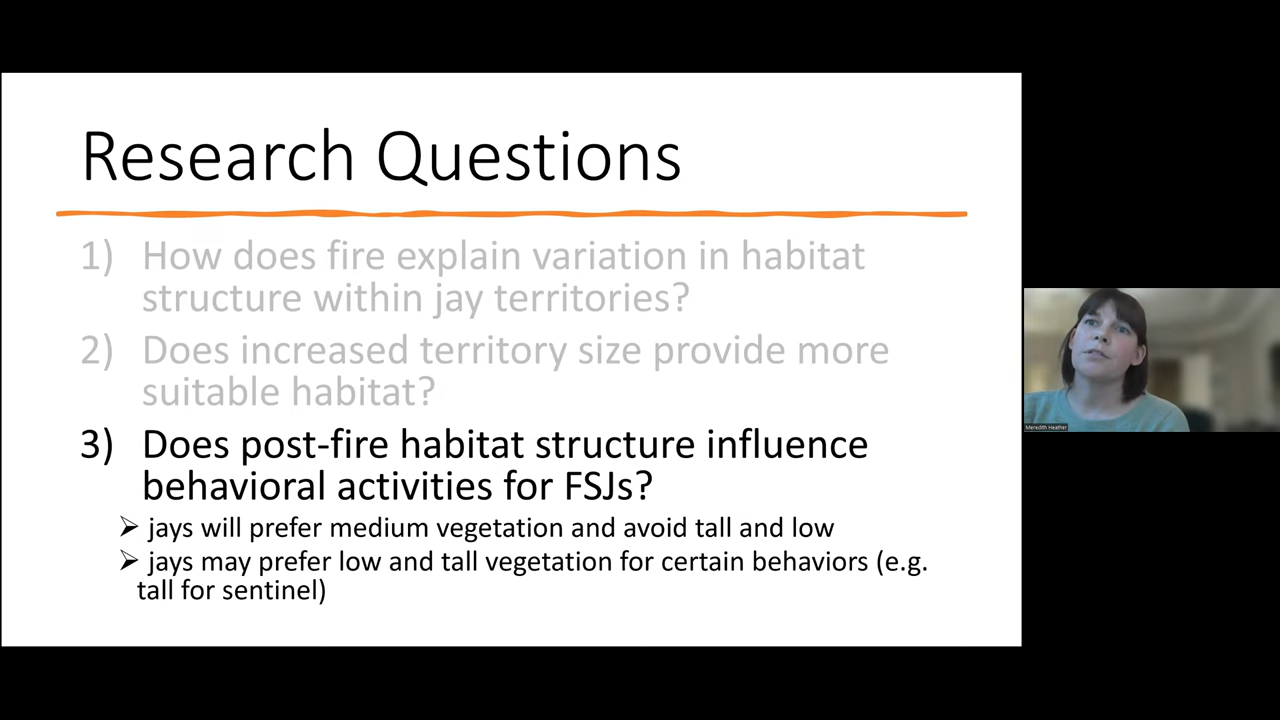 Research Questions
1) How does fire explain variation in habitat
structure within jay territories?
2) Does increased territory size provide more
suitable habitat?
3) Does post-fire habitat structure influence
behavioral activities for FSJs?
➢ jays will prefer medium vegetation and avoid tall and low
➢ jays may prefer low and tall vegetation for certain behaviors (e.g.
tall for sentinel)
Meredith Heather